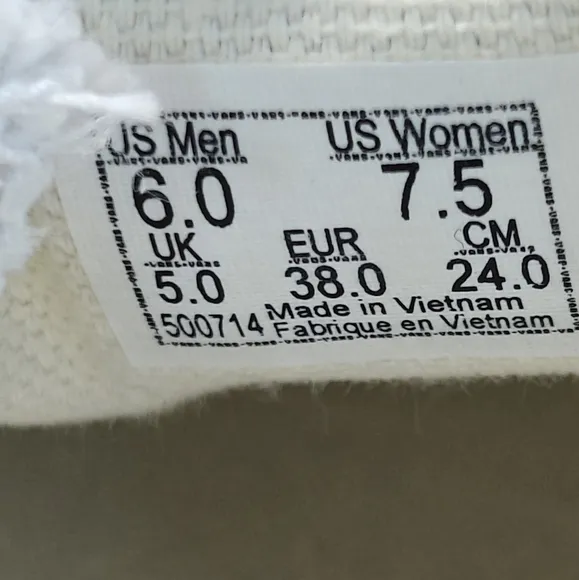 US Men US Women
6.0 7.5
UK EUR CM
5.0 38.0 24.0
500714 Made in Vietnam
Fabrique en Vietnam